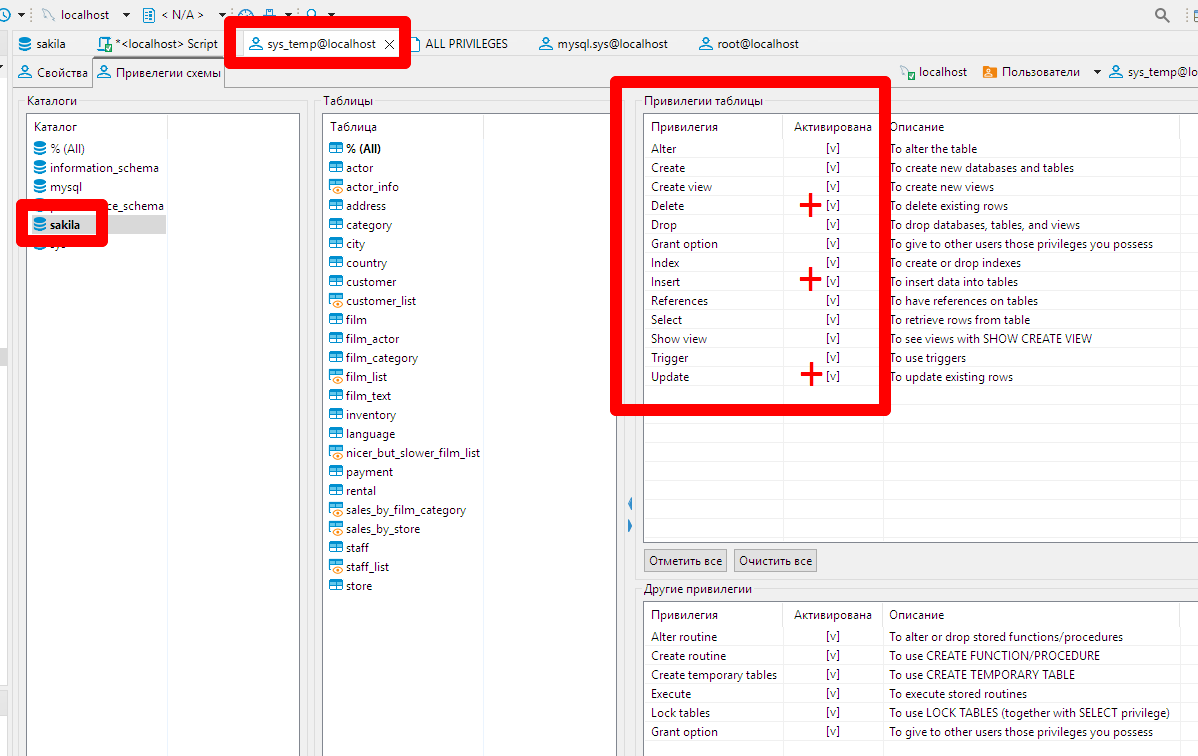 localhost < N/A >
sakila *<localhost> Script sys_temp@localhost ALL PRIVILEGES mysql.sys@localhost root@localhost
Свойства Привелегии схемы localhost Пользователи sys_temp@lo
Каталоги
Каталог
% (All)
information_schema
mysql
ce_schema
sakila
sys
Таблицы
Таблица
% (All)
actor
actor_info
address
category
city
country
customer
customer_list
film
film_actor
film_category
film_list
film_text
inventory
language
nicer_but_slower_film_list
payment
rental
sales_by_film_category
sales_by_store
staff
staff_list
store
Привилегии таблицы
Привилегия Активирована Описание
Alter [v] To alter the table
Create [v] To create new databases and tables
Create view [v] To create new views
Delete + [v] To delete existing rows
Drop [v] To drop databases, tables, and views
Grant option [v] To give to other users those privileges you possess
Index [v] To create or drop indexes
Insert + [v] To insert data into tables
References [v] To have references on tables
Select [v] To retrieve rows from table
Show view [v] To see views with SHOW CREATE VIEW
Trigger [v] To use triggers
Update + [v] To update existing rows
Отметить все Очистить все
Другие привилегии
Привилегия Активирована Описание
Alter routine [v] To alter or drop stored functions/procedures
Create routine [v] To use CREATE FUNCTION/PROCEDURE
Create temporary tables [v] To use CREATE TEMPORARY TABLE
Execute [v] To execute stored routines
Lock tables [v] To use LOCK TABLES (together with SELECT privilege)
Grant option [v] To give to other users those privileges you possess